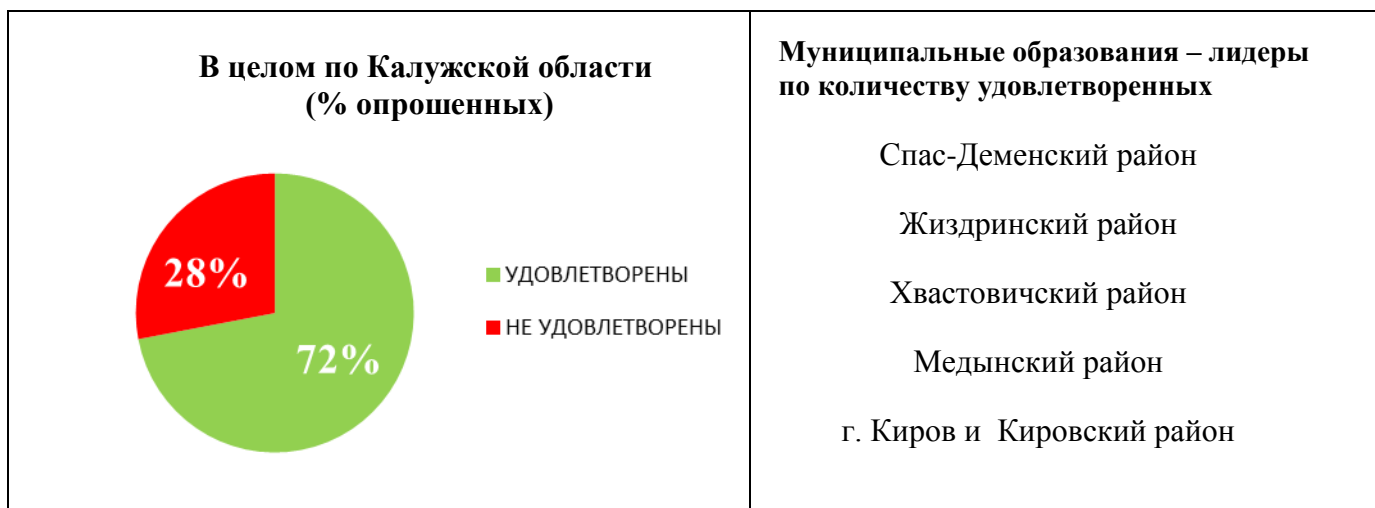 В целом по Калужской области
(% опрошенных)
28%
72%
УДОВЛЕТВОРЕНЫ
НЕ УДОВЛЕТВОРЕНЫ
Муниципальные образования – лидеры
по количеству удовлетворенных
Спас-Деменский район
Жиздринский район
Хвастовичский район
Медынский район
г. Киров и Кировский район